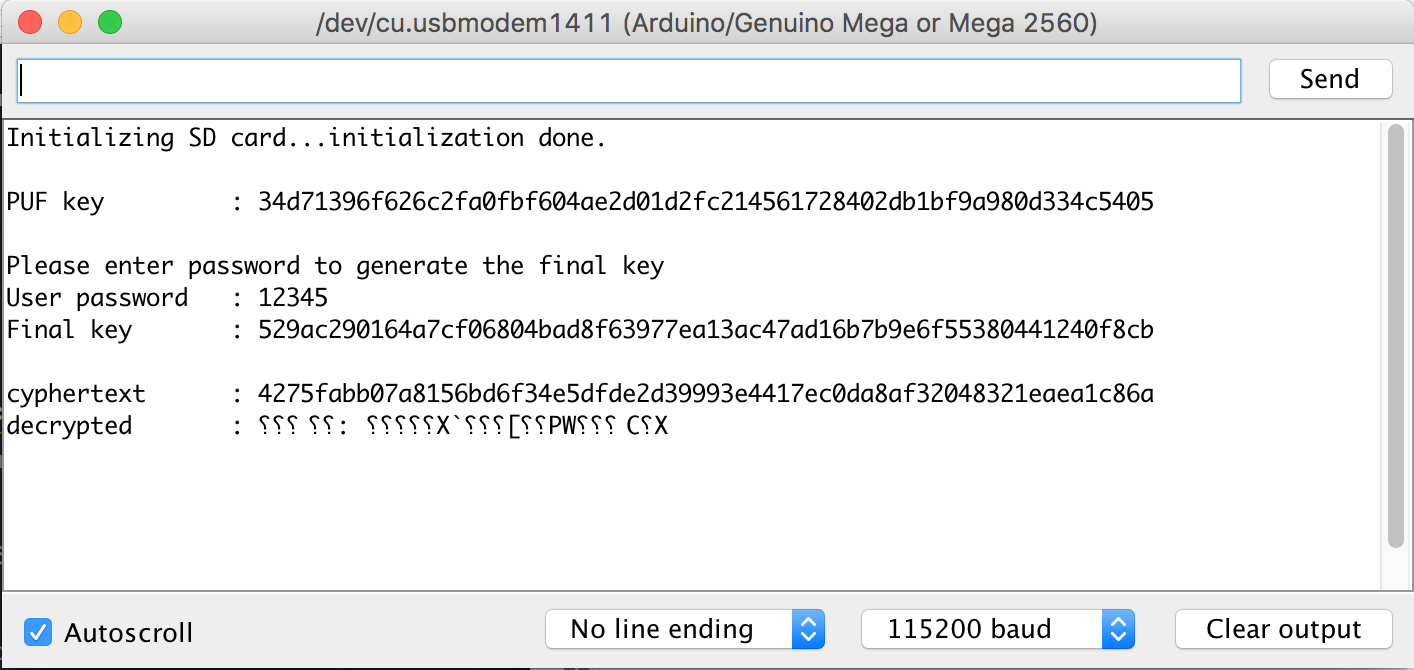 /dev/cu.usbmodem1411 (Arduino/Genuino Mega or Mega 2560)
Send
Initializing SD card...initialization done.
PUF key : 34d71396f626c2fa0fbf604ae2d01d2fc214561728402db1bf9a980d334c5405
Please enter password to generate the final key
User password : 12345
Final key : 529ac290164a7cf06804bad8f63977ea13ac47ad16b7b9e6f55380441240f8cb
cyphertext : 4275fabb07a8156bd6f34e5dfde2d39993e4417ec0da8af32048321eaea1c86a
decrypted : ⸮⸮⸮ ⸮⸮: ⸮⸮⸮⸮⸮X`⸮⸮⸮[⸮⸮PW⸮⸮⸮ C⸮X
Autoscroll
No line ending
115200 baud
Clear output